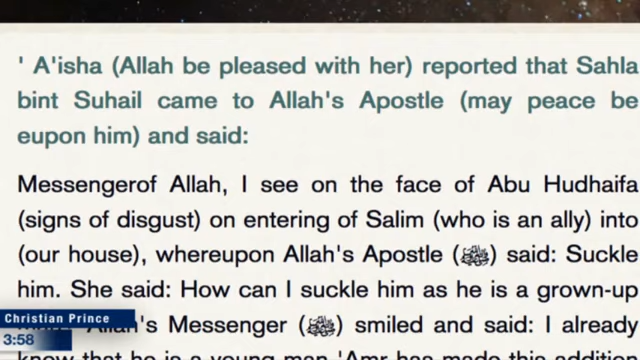 ' A'isha (Allah be pleased with her) reported that Sahla
bint Suhail came to Allah's Apostle (may peace be
eupon him) and said:
Messengerof Allah, I see on the face of Abu Hudhaifa
(signs of disgust) on entering of Salim (who is an ally) into
(our house), whereupon Allah's Apostle (ﷺ) said: Suckle
him. She said: How can I suckle him as he is a grown-up
Christian Prince
's Messenger (ﷺ) smiled and said: I already
3:58
know that he is a young man 'Amr has made this addition